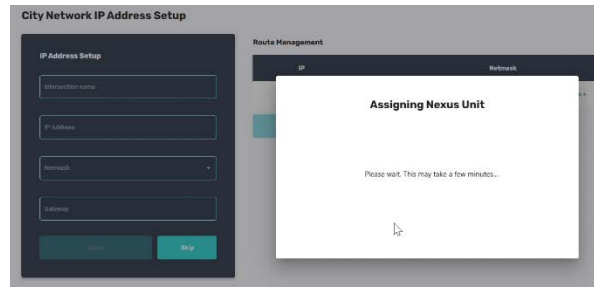 City Network IP Address Setup
IP Address Setup
Route Management
IP Netmask
Intersection name
IP Address
Netmask
Gateway
Save Skip
Assigning Nexus Unit
Please wait. This may take a few minutes...